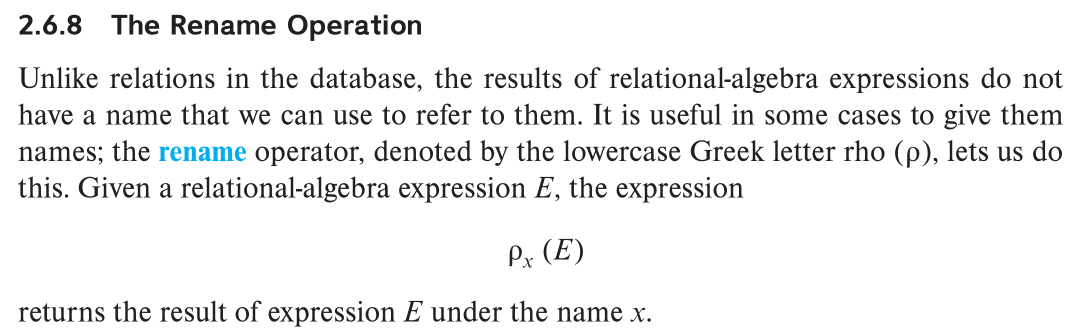 2.6.8 The Rename Operation
Unlike relations in the database, the results of relational-algebra expressions do not
have a name that we can use to refer to them. It is useful in some cases to give them
names; the rename operator, denoted by the lowercase Greek letter rho (ρ), lets us do
this. Given a relational-algebra expression E, the expression
ρx (E)
returns the result of expression E under the name x.